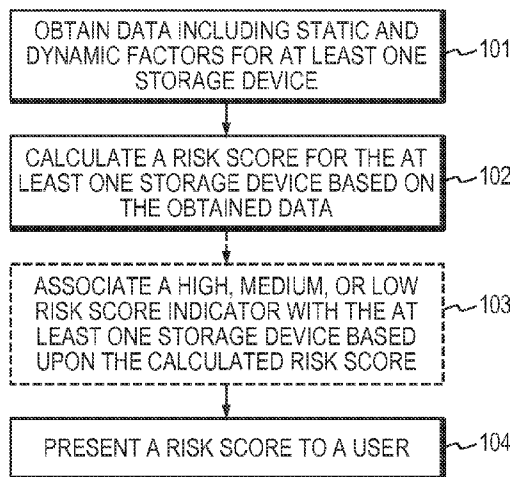 OBTAIN DATA INCLUDING STATIC AND
DYNAMIC FACTORS FOR AT LEAST ONE
STORAGE DEVICE
101
CALCULATE A RISK SCORE FOR THE AT
LEAST ONE STORAGE DEVICE BASED ON
THE OBTAINED DATA
102
ASSOCIATE A HIGH, MEDIUM, OR LOW
RISK SCORE INDICATOR WITH THE AT
LEAST ONE STORAGE DEVICE BASED
UPON THE CALCULATED RISK SCORE
103
PRESENT A RISK SCORE TO A USER
104